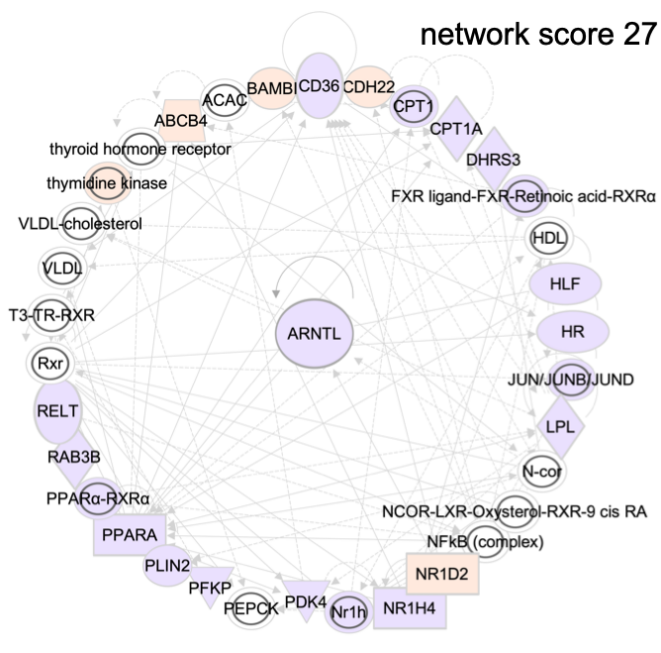 network score 27
BAMBI
CD36
CDH22
ACAC
CPT1
ABCB4
CPT1A
thyroid hormone receptor
DHRS3
thymidine kinase
FXR ligand-FXR-Retinoic acid-RXRα
VLDL-cholesterol
HDL
VLDL
HLF
T3-TR-RXR
ARNTL
HR
Rxr
JUN/JUNB/JUND
RELT
LPL
RAB3B
N-cor
PPARα-RXRα
NCOR-LXR-Oxysterol-RXR-9 cis RA
PPARA
NFkB (complex)
PLIN2
NR1D2
PFKP
PEPCK
PDK4
Nr1h
NR1H4